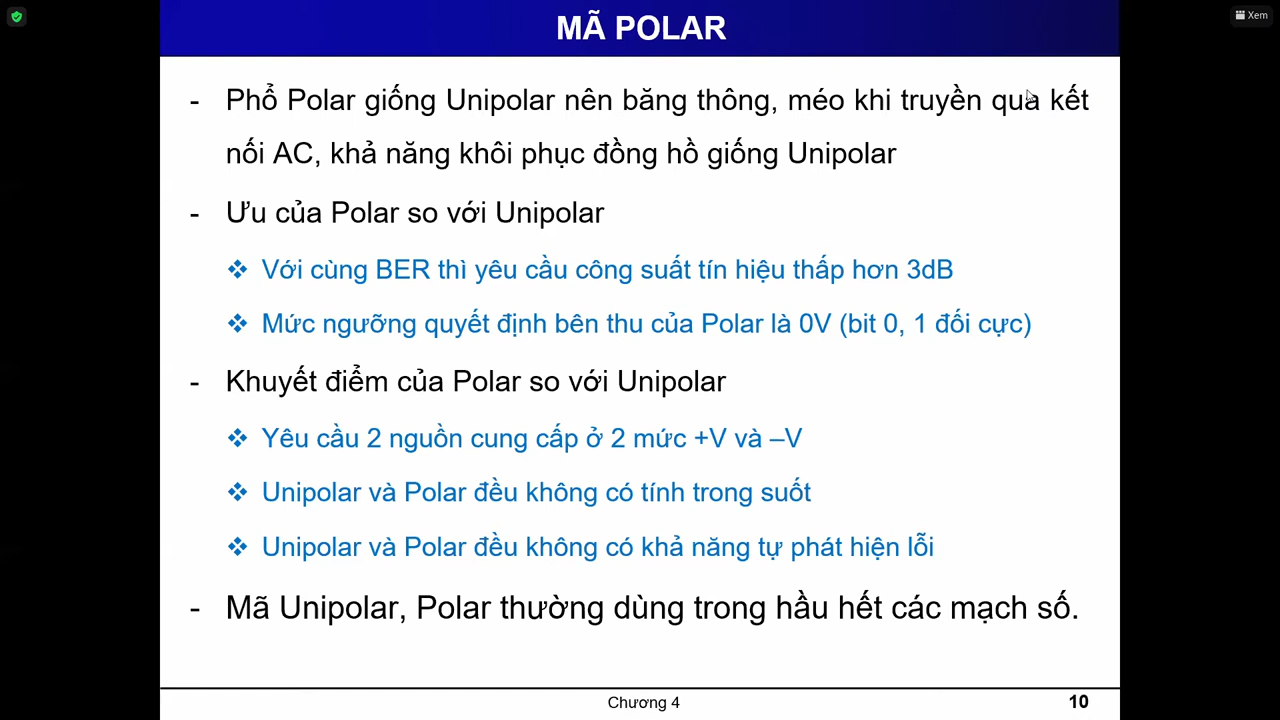 Xem
MÃ POLAR
- Phổ Polar giống Unipolar nên băng thông, méo khi truyền qua kết
nối AC, khả năng khôi phục đồng hồ giống Unipolar
- Ưu của Polar so với Unipolar
❖ Với cùng BER thì yêu cầu công suất tín hiệu thấp hơn 3dB
❖ Mức ngưỡng quyết định bên thu của Polar là 0V (bit 0, 1 đối cực)
- Khuyết điểm của Polar so với Unipolar
❖ Yêu cầu 2 nguồn cung cấp ở 2 mức +V và –V
❖ Unipolar và Polar đều không có tính trong suốt
❖ Unipolar và Polar đều không có khả năng tự phát hiện lỗi
- Mã Unipolar, Polar thường dùng trong hầu hết các mạch số.
Chương 4
10